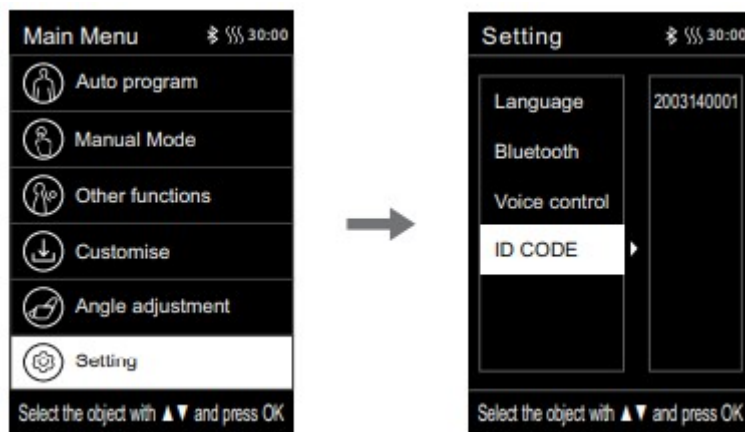 Main Menu 30:00
Auto program
Manual Mode
Other functions
Customise
Angle adjustment
Setting
Select the object with ▲▼ and press OK
Setting 30:00
Language
2003140001
Bluetooth
Voice control
ID CODE
Select the object with ▲▼ and press OK